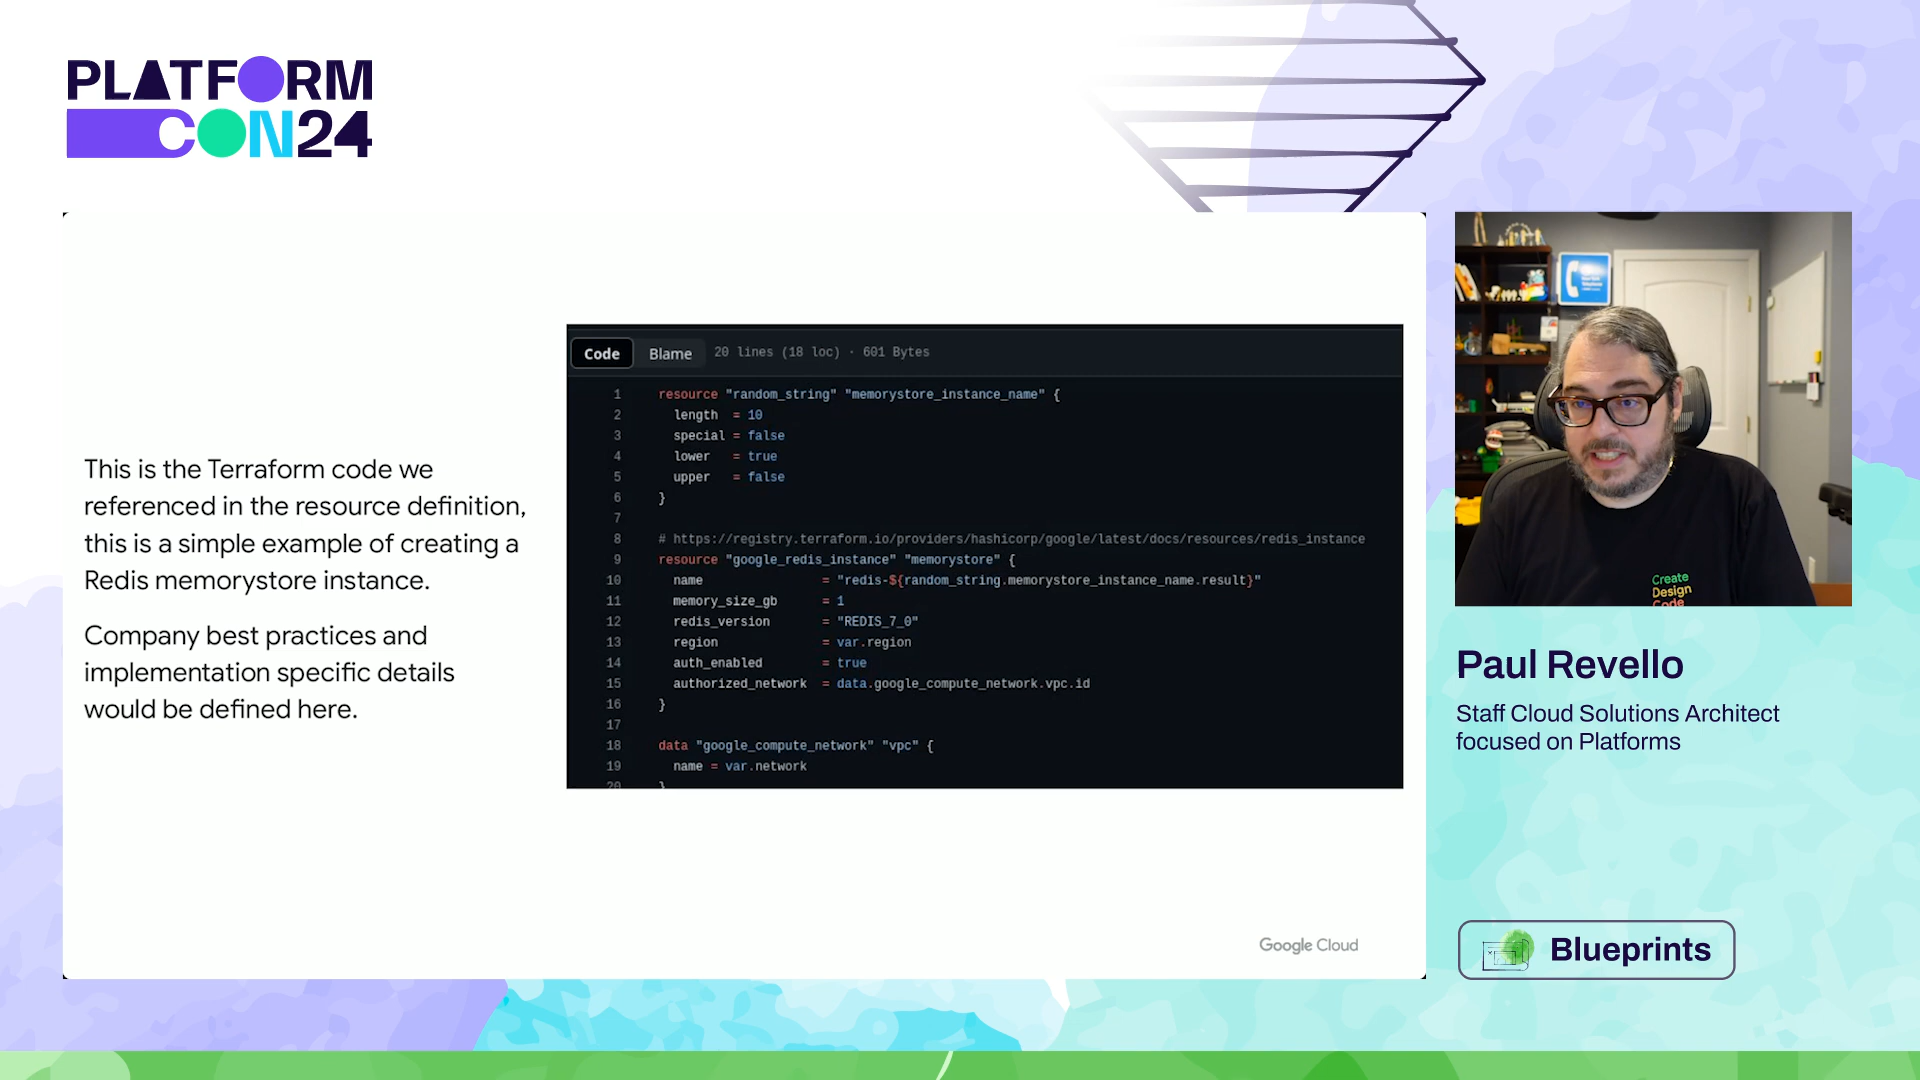 PLATFORM
CON24
This is the Terraform code we
referenced in the resource definition,
this is a simple example of creating a
Redis memorystore instance.
Company best practices and
implementation specific details
would be defined here.
Code Blame 20 lines (18 loc) · 601 Bytes
1 resource "random_string" "memorystore_instance_name" {
2 length = 10
3 special = false
4 lower = true
5 upper = false
6 }
7
8 # https://registry.terraform.io/providers/hashicorp/google/latest/docs/resources/redis_instance
9 resource "google_redis_instance" "memorystore" {
10 name = "redis-${random_string.memorystore_instance_name.result}"
11 memory_size_gb = 1
12 redis_version = "REDIS_7_0"
13 region = var.region
14 auth_enabled = true
15 authorized_network = data.google_compute_network.vpc.id
16 }
17
18 data "google_compute_network" "vpc" {
19 name = var.network
20 }
Google Cloud
Create
Design
Code
Paul Revello
Staff Cloud Solutions Architect
focused on Platforms
Blueprints